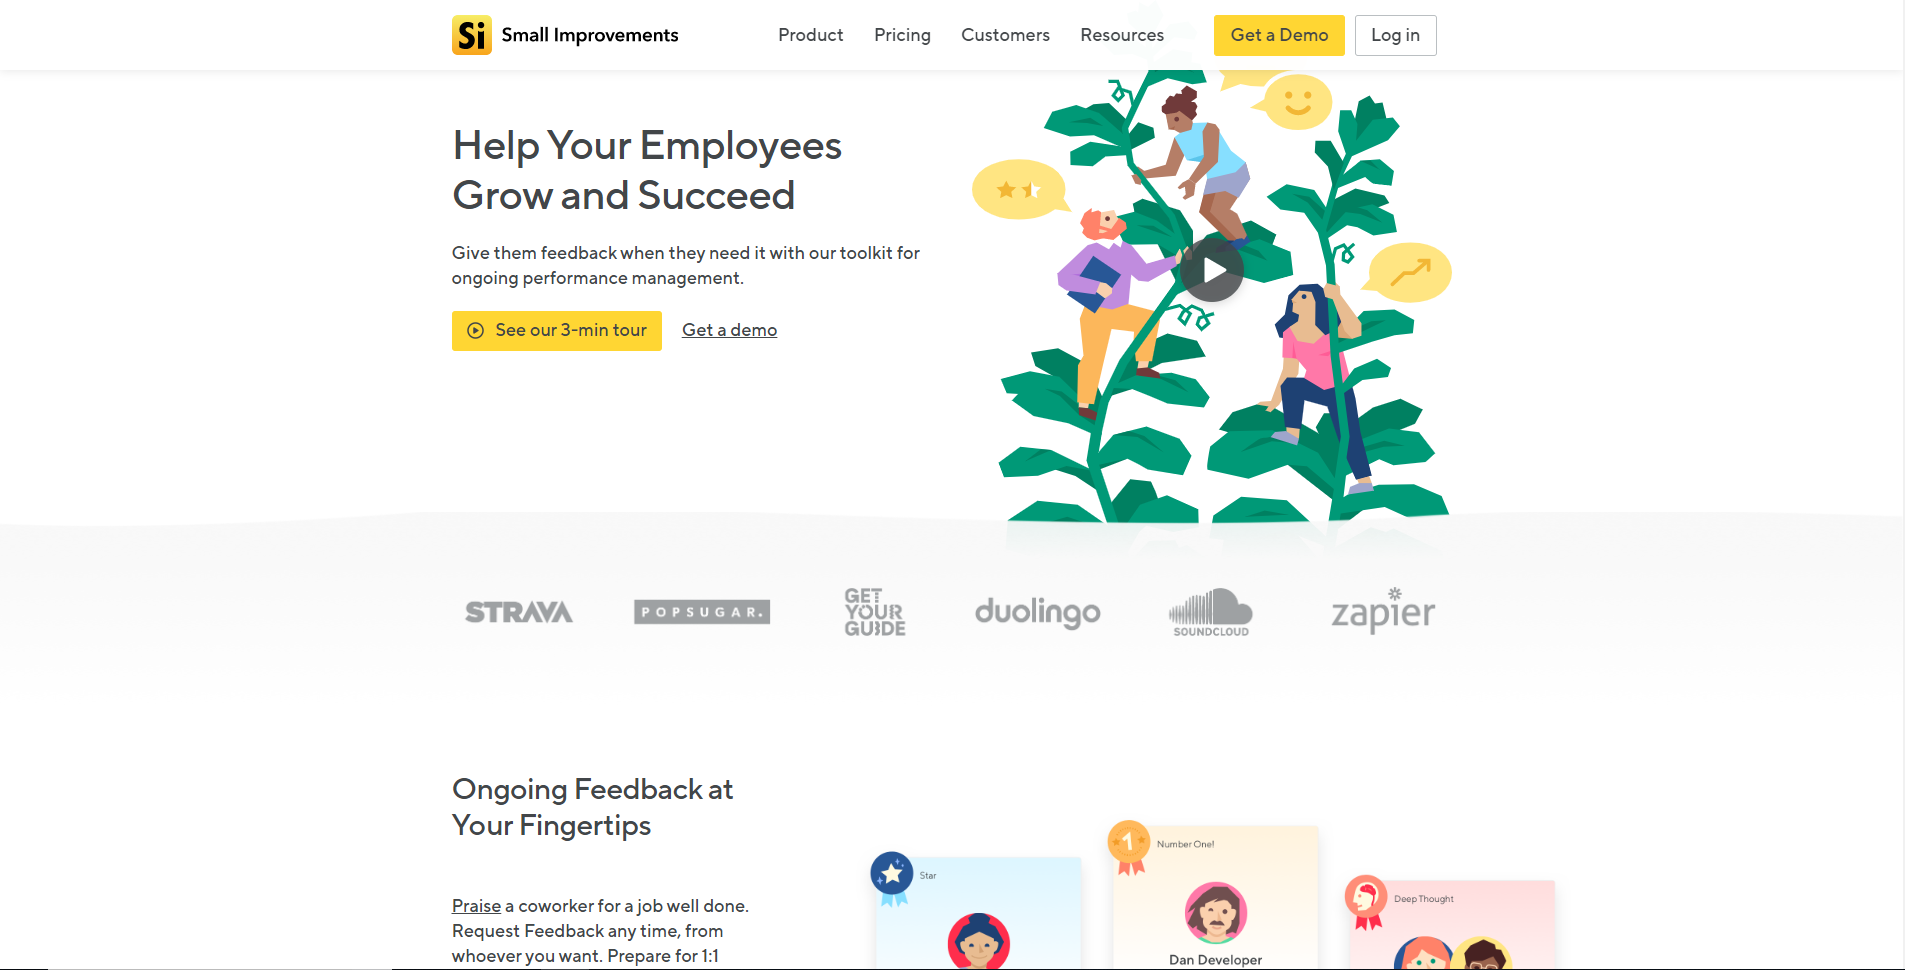 Si Small Improvements
Product
Pricing
Customers
Resources
Get a Demo
Log in
Help Your Employees
Grow and Succeed
Give them feedback when they need it with our toolkit for
ongoing performance management.
See our 3-min tour
Get a demo
STRAVA
POPSUGAR.
GET
YOUR
GUIDE
duolingo
SOUNDCLOUD
zapier
Ongoing Feedback at
Your Fingertips
Praise a coworker for a job well done.
Request Feedback any time, from
whoever you want. Prepare for 1:1
Star
1
Number One!
Dan Developer
Deep Thought